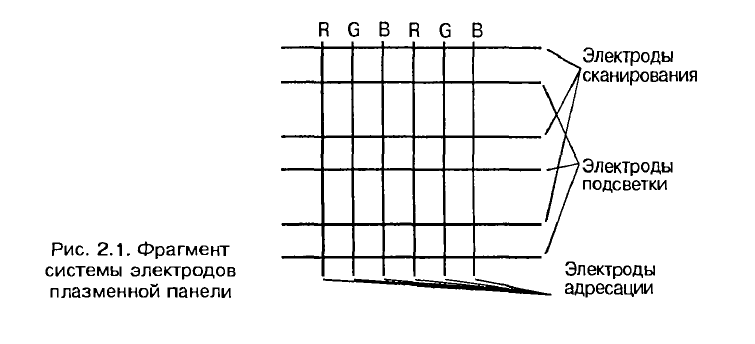 R G B R G B
Электроды
сканирования
Электроды
подсветки
Рис. 2.1. Фрагмент
системы электродов
плазменной панели
Электроды
адресации